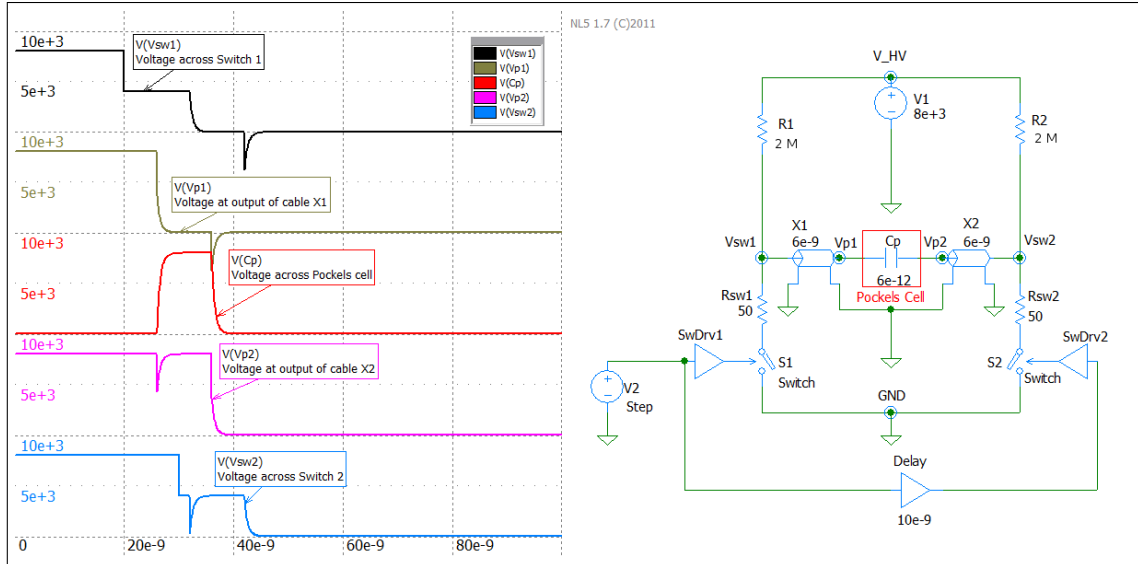 NL5 1.7 (C)2011
10e+3
V(Vsw1)
Voltage across Switch 1
5e+3
10e+3
5e+3
V(Vp1)
Voltage at output of cable X1
10e+3
V(Cp)
Voltage across Pockels cell
5e+3
10e+3
V(Vp2)
Voltage at output of cable X2
5e+3
10e+3
V(Vsw2)
Voltage across Switch 2
5e+3
0
20e-9
40e-9
60e-9
80e-9
V(Vsw1)
V(Vp1)
V(Cp)
V(Vp2)
V(Vsw2)
V_HV
V1
8e+3
R1
2 M
R2
2 M
X1
6e-9
Vsw1
Vp1
Cp
6e-12
Pockels Cell
Vp2
X2
6e-9
Vsw2
Rsw1
50
Rsw2
50
SwDrv1
S1
Switch
S2
Switch
SwDrv2
V2
Step
GND
Delay
10e-9